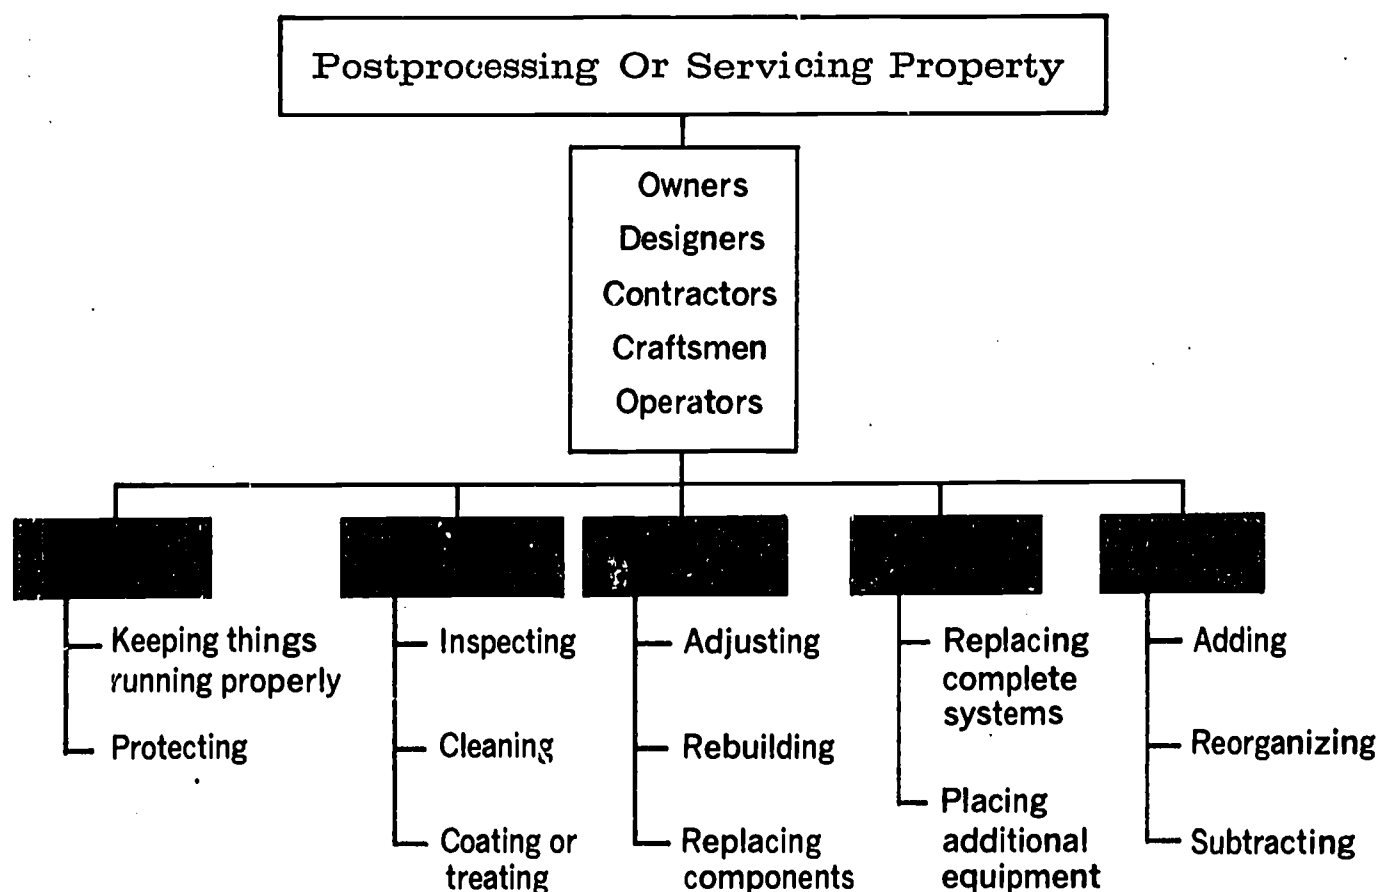 Postprocessing Or Servicing Property
Owners
Designers
Contractors
Craftsmen
Operators
Keeping things
running properly
Protecting
Inspecting
Cleaning
Coating or
treating
Adjusting
Rebuilding
Replacing
components
Replacing
complete
systems
Placing
additional
equipment
Adding
Reorganizing
Subtracting